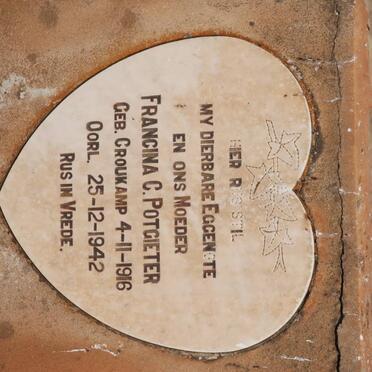 HIER RUS STIL
MY DIERBARE EGGENOTE
EN ONS MOEDER
FRANCINA C. POTGIETER
GEB. CROUKAMP 4-11-1916
OORL. 25-12-1942
RUS IN VREDE.